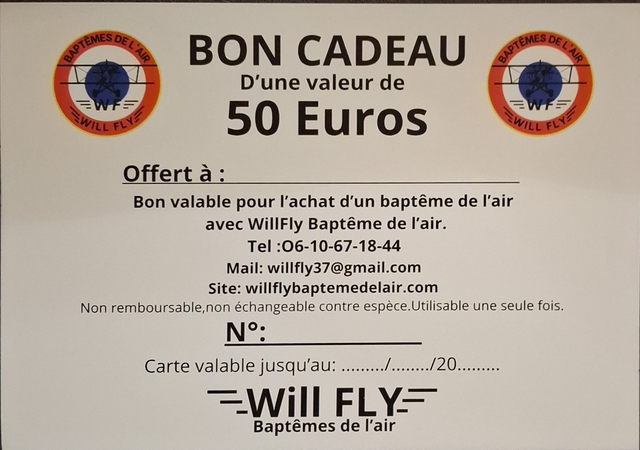 BON CADEAU
D'une valeur de
50 Euros
BAPTÊMES DE L'AIR
WF
WILL FLY
BAPTÊMES DE L'AIR
WF
WILL FLY
Offert à :
Bon valable pour l'achat d'un baptême de l'air
avec WillFly Baptême de l'air.
Tel :O6-10-67-18-44
Mail: willfly37@gmail.com
Site: willflybaptemedelair.com
Non remboursable,non échangeable contre espèce.Utilisable une seule fois.
N°:
Carte valable jusqu'au: ........./......../20.........
Will FLY
Baptêmes de l'air